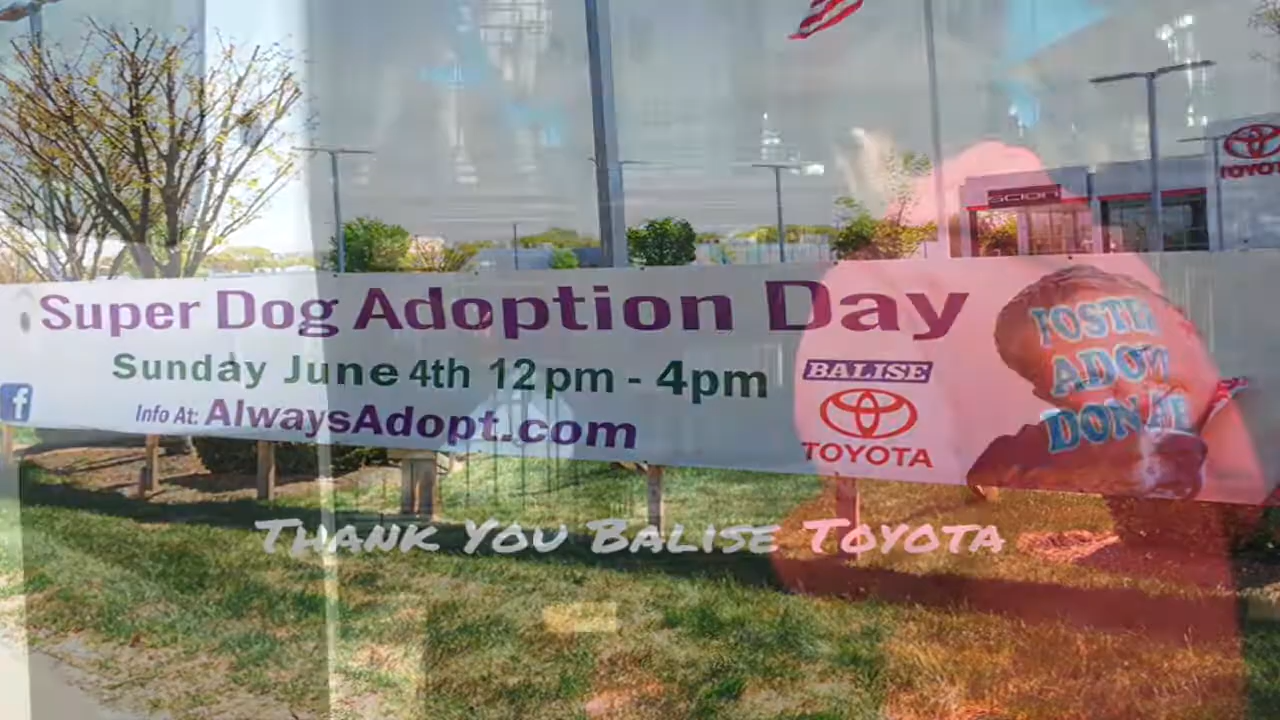 SCION
TOYOTA
Super Dog Adoption Day
Sunday June 4th 12pm - 4pm
Info At: AlwaysAdopt.com
f
BALISE
TOYOTA
FOSTER
ADOPT
DONATE
THANK YOU BALISE TOYOTA